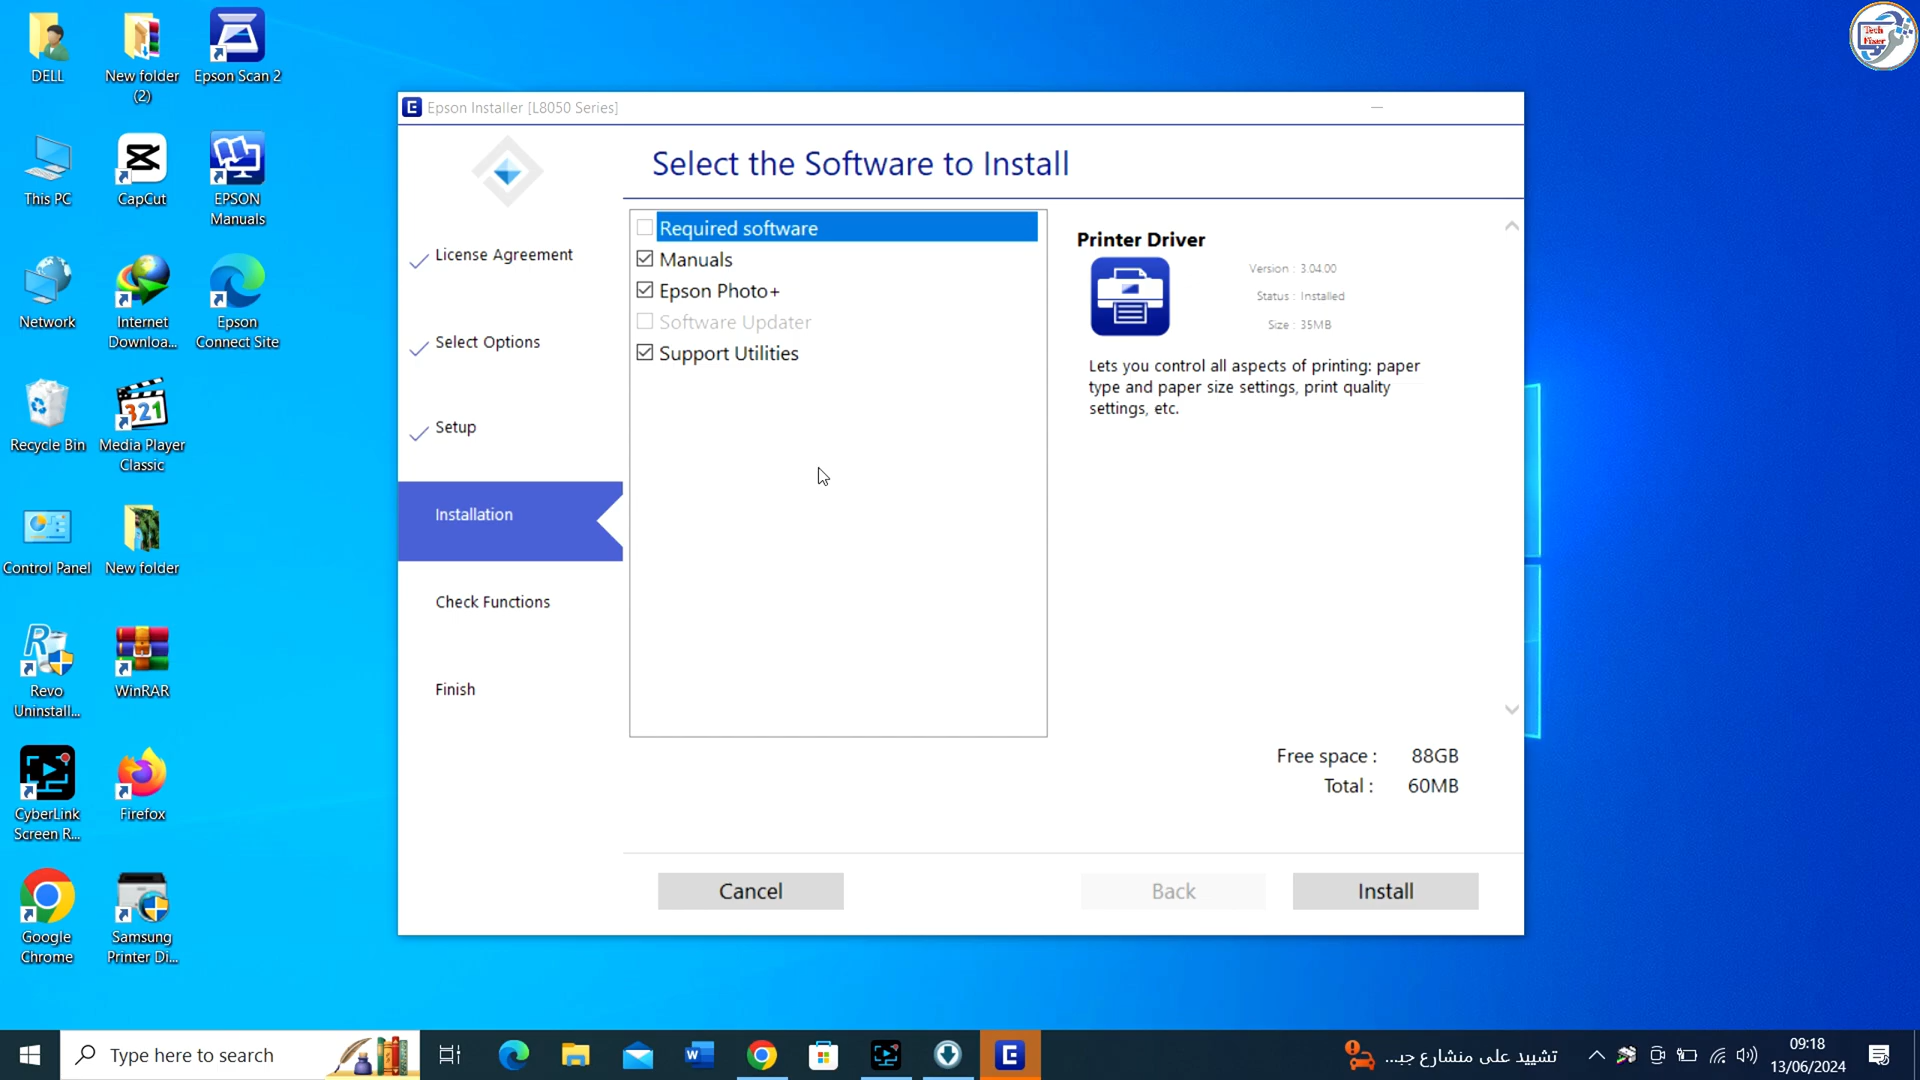 DELL
New folder
(2)
Epson Scan 2
This PC
CapCut
EPSON
Manuals
Network
Internet
Downloa...
Epson
Connect Site
Recycle Bin
Media Player
Classic
Control Panel
New folder
Revo
Uninstall...
WinRAR
CyberLink
Screen R...
Firefox
Google
Chrome
Samsung
Printer Di...
Tech
Fixer
Epson Installer [L8050 Series]
License Agreement
Select Options
Setup
Installation
Check Functions
Finish
Select the Software to Install
Required software
Manuals
Epson Photo+
Software Updater
Support Utilities
Printer Driver
Version : 3.04.00
Status : Installed
Size : 35MB
Lets you control all aspects of printing: paper
type and paper size settings, print quality
settings, etc.
Free space : 88GB
Total : 60MB
Cancel
Back
Install
Type here to search
تشييد على منشارع جبـ...
09:18
13/06/2024